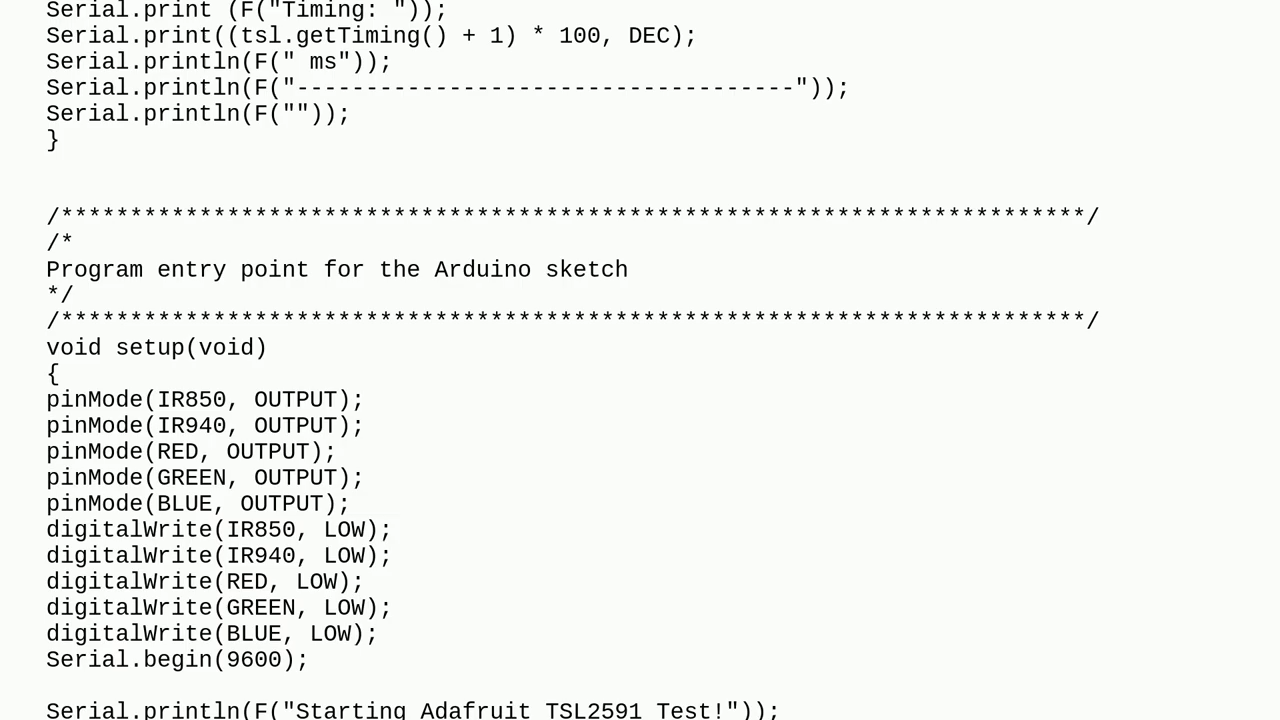 Serial.print (F("Timing: "));
Serial.print((tsl.getTiming() + 1) * 100, DEC);
Serial.println(F(" ms"));
Serial.println(F("------------------------------------"));
Serial.println(F(""));
}
/**************************************************************************/
/*
Program entry point for the Arduino sketch
*/
/**************************************************************************/
void setup(void)
{
pinMode(IR850, OUTPUT);
pinMode(IR940, OUTPUT);
pinMode(RED, OUTPUT);
pinMode(GREEN, OUTPUT);
pinMode(BLUE, OUTPUT);
digitalWrite(IR850, LOW);
digitalWrite(IR940, LOW);
digitalWrite(RED, LOW);
digitalWrite(GREEN, LOW);
digitalWrite(BLUE, LOW);
Serial.begin(9600);
Serial.println(F("Starting Adafruit TSL2591 Test!"));